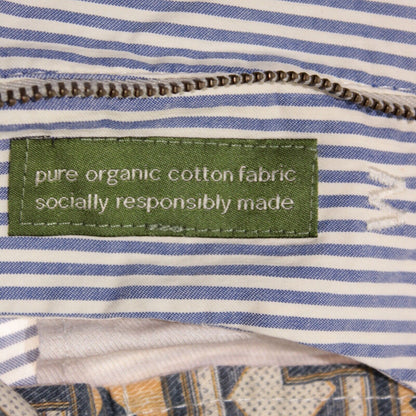 pure organic cotton fabric
socially responsibly made
M